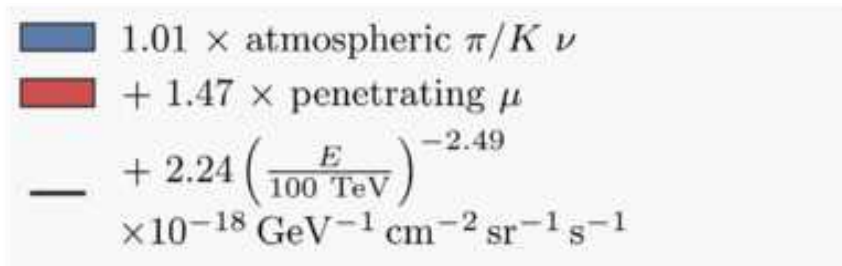 1.01 × atmospheric π/K ν
+ 1.47 × penetrating μ
+ 2.24 (E/100 TeV)^−2.49
×10^−18 GeV^−1 cm^−2 sr^−1 s^−1